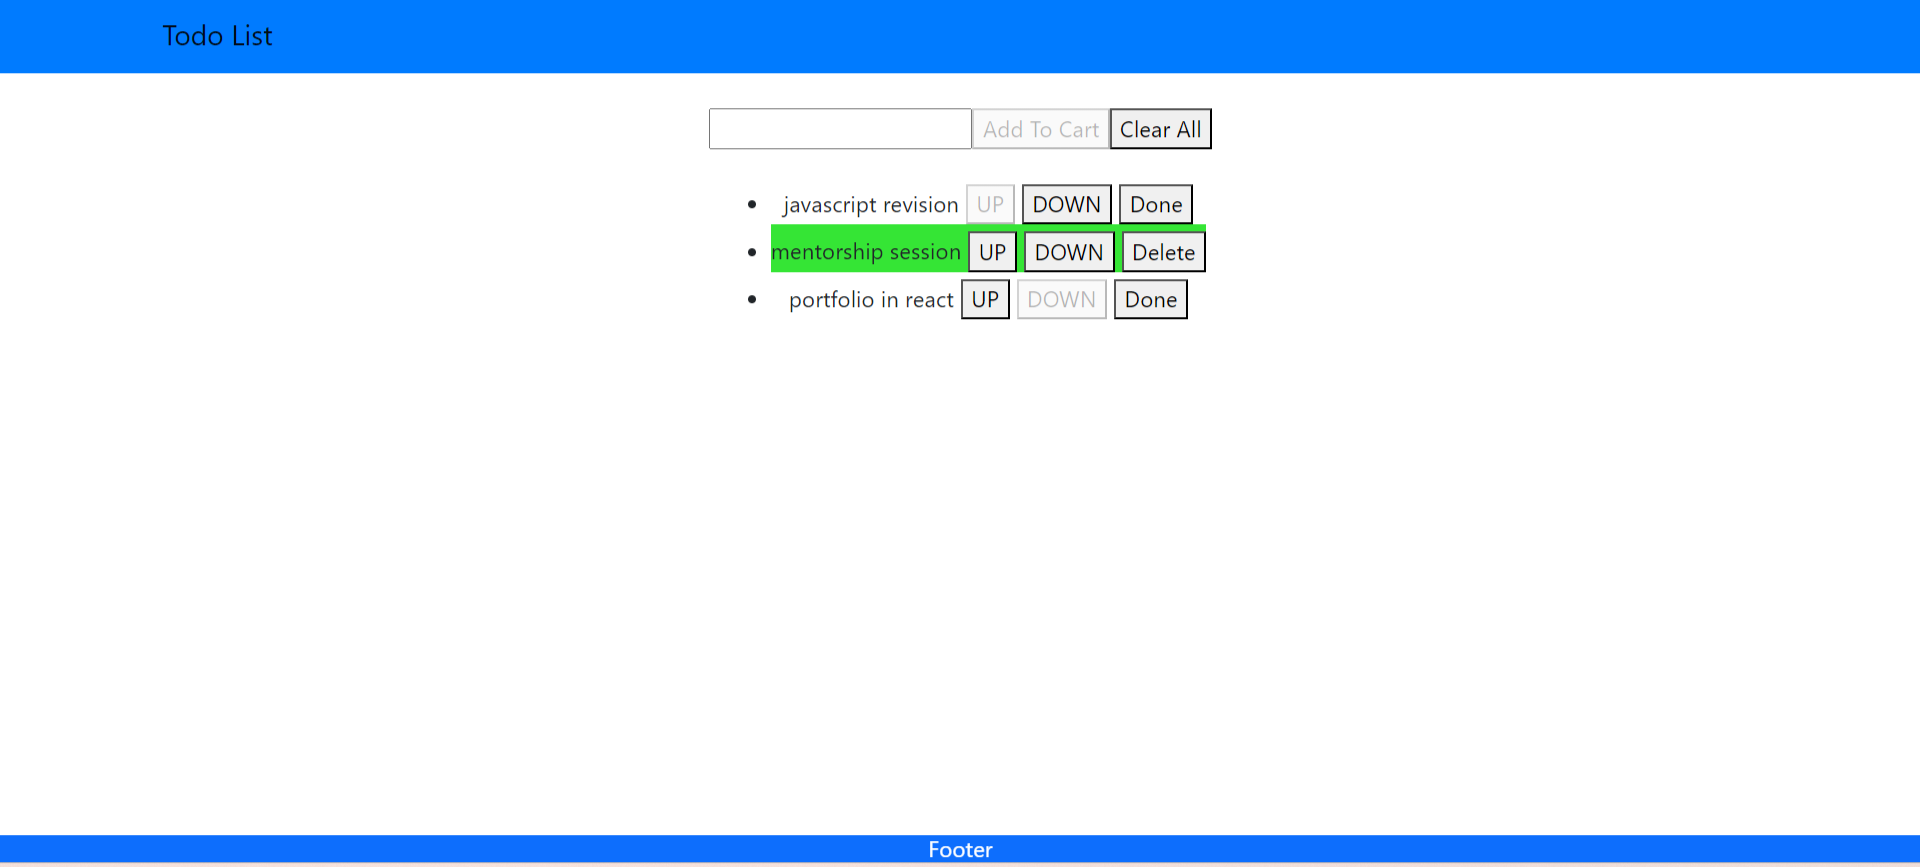 Todo List
Add To Cart Clear All
javascript revision UP DOWN Done
mentorship session UP DOWN Delete
portfolio in react UP DOWN Done
Footer